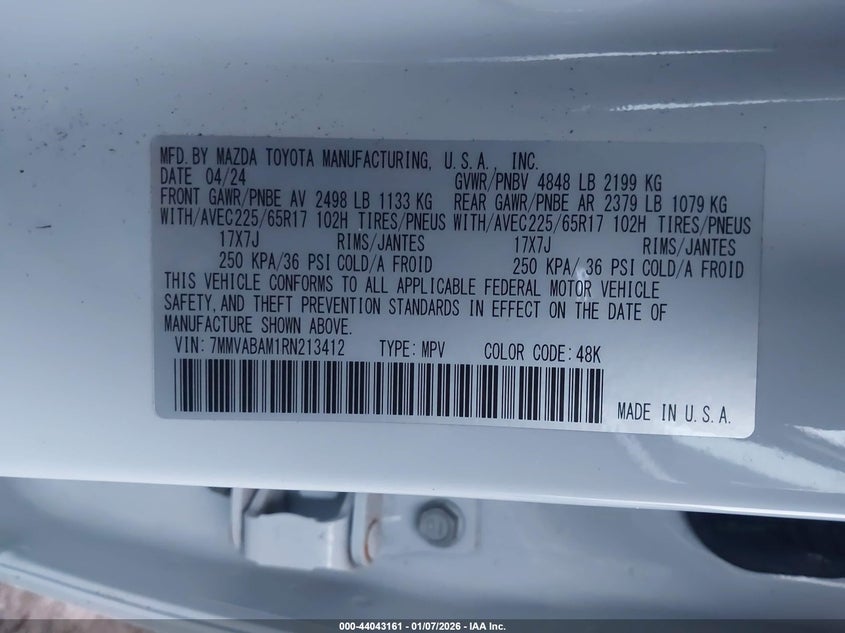 MFD. BY MAZDA TOYOTA MANUFACTURING, U.S.A., INC.
DATE 04/24 GVWR/PNBV 4848 LB 2199 KG
FRONT GAWR/PNBE AV 2498 LB 1133 KG REAR GAWR/PNBE AR 2379 LB 1079 KG
WITH/AVEC225/65R17 102H TIRES/PNEUS WITH/AVEC225/65R17 102H TIRES/PNEUS
17X7J RIMS/JANTES 17X7J RIMS/JANTES
250 KPA/36 PSI COLD/A FROID 250 KPA/ 36 PSI COLD/A FROID
THIS VEHICLE CONFORMS TO ALL APPLICABLE FEDERAL MOTOR VEHICLE
SAFETY, AND THEFT PREVENTION STANDARDS IN EFFECT ON THE DATE OF
MANUFACTURE SHOWN ABOVE.
VIN: 7MMVABAM1RN213412 TYPE: MPV COLOR CODE: 48K
MADE IN U.S.A.
000-44043161 - 01/07/2026 - IAA Inc.